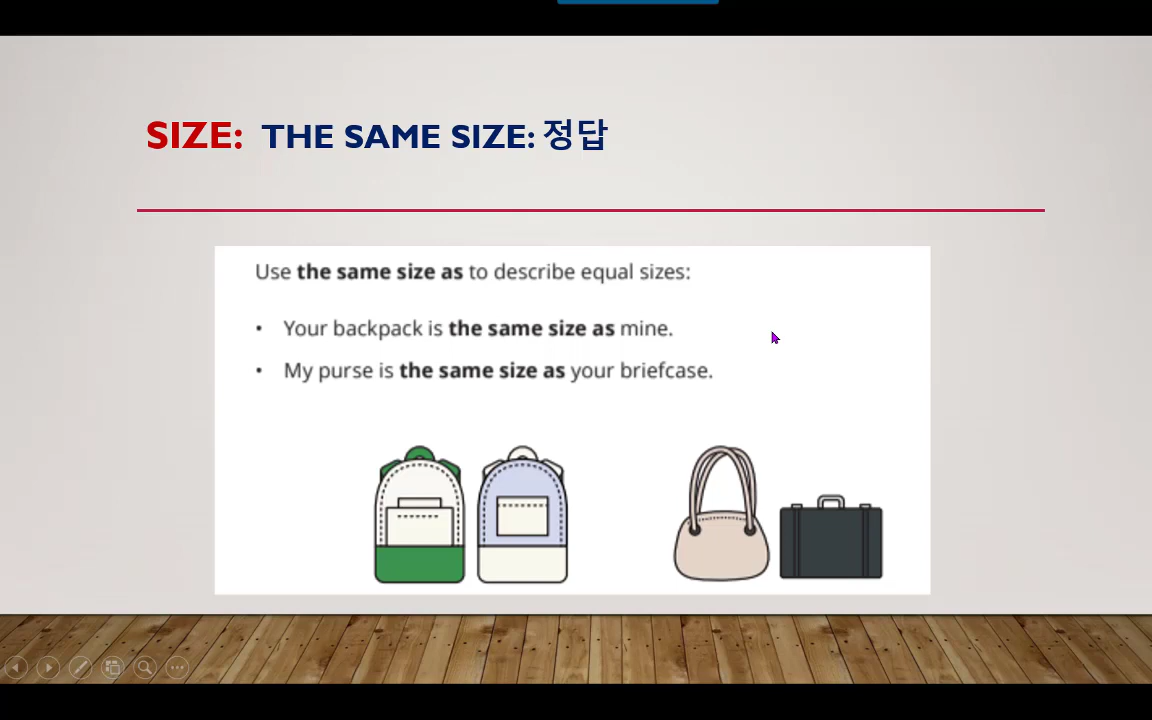 SIZE: THE SAME SIZE: 정답
Use the same size as to describe equal sizes:
• Your backpack is the same size as mine.
• My purse is the same size as your briefcase.